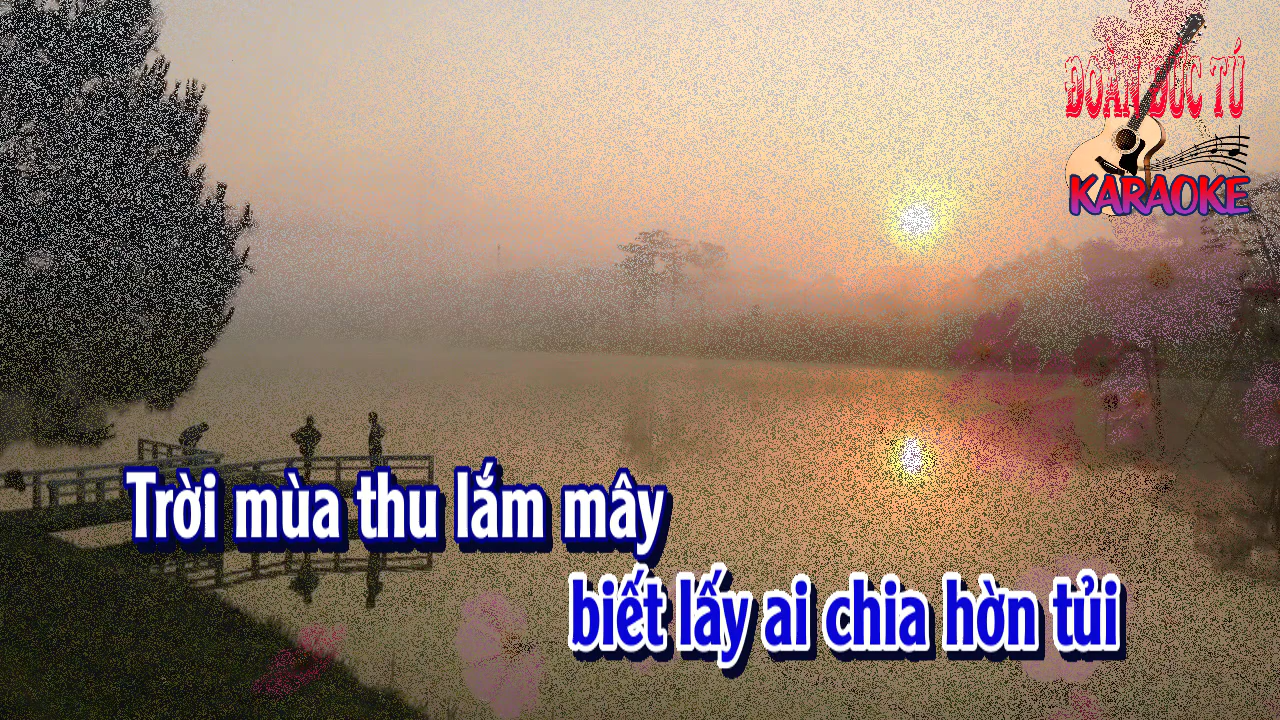 ĐOÀN ĐỨC TÚ
KARAOKE
Trời mùa thu lắm mây
biết lấy ai chia hờn tủi